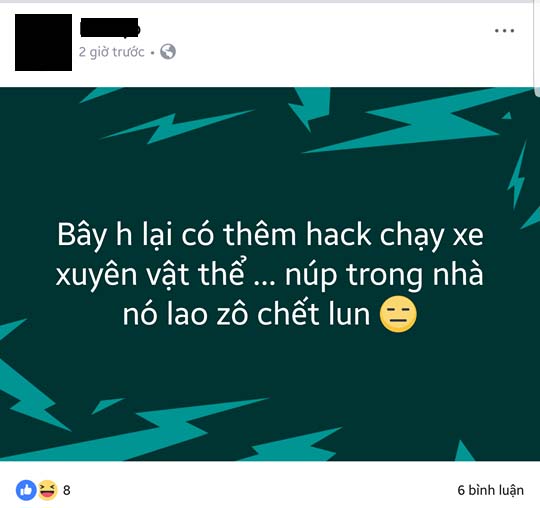 2 giờ trước
Bây h lại có thêm hack chạy xe
xuyên vật thể ... núp trong nhà
nó lao zô chết lun 😑
8
6 bình luận